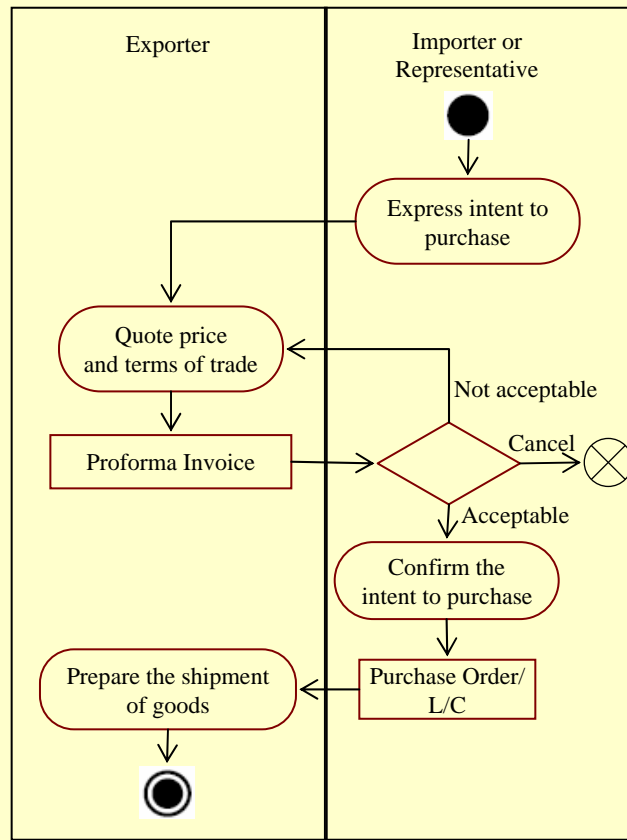 Exporter
Importer or
Representative
Express intent to
purchase
Quote price
and terms of trade
Not acceptable
Proforma Invoice
Cancel
Acceptable
Confirm the
intent to purchase
Purchase Order/
L/C
Prepare the shipment
of goods